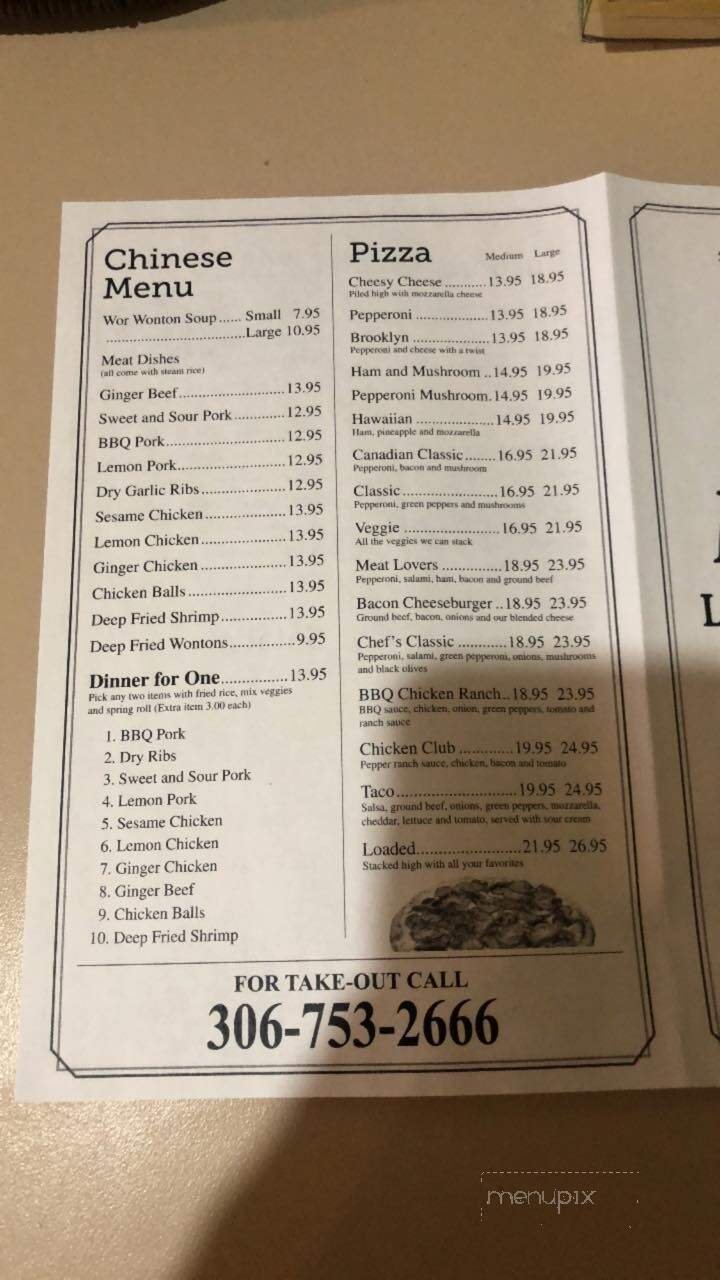 Chinese
Menu
Wor Wonton Soup...... Small 7.95
................................Large 10.95
Meat Dishes
(all come with steam rice)
Ginger Beef..........................13.95
Sweet and Sour Pork.............12.95
BBQ Pork.............................12.95
Lemon Pork..........................12.95
Dry Garlic Ribs....................12.95
Sesame Chicken...................13.95
Lemon Chicken....................13.95
Ginger Chicken....................13.95
Chicken Balls.......................13.95
Deep Fried Shrimp...............13.95
Deep Fried Wontons...............9.95
Dinner for One................13.95
Pick any two items with fried rice, mix veggies
and spring roll (Extra item 3.00 each)
1. BBQ Pork
2. Dry Ribs
3. Sweet and Sour Pork
4. Lemon Pork
5. Sesame Chicken
6. Lemon Chicken
7. Ginger Chicken
8. Ginger Beef
9. Chicken Balls
10. Deep Fried Shrimp
Pizza Medium Large
Cheesy Cheese ...........13.95 18.95
Piled high with mozzarella cheese
Pepperoni ...................13.95 18.95
Brooklyn ....................13.95 18.95
Pepperoni and cheese with a twist
Ham and Mushroom ..14.95 19.95
Pepperoni Mushroom.14.95 19.95
Hawaiian ....................14.95 19.95
Ham, pineapple and mozzarella
Canadian Classic........16.95 21.95
Pepperoni, bacon and mushroom
Classic.........................16.95 21.95
Pepperoni, green peppers and mushrooms
Veggie .........................16.95 21.95
All the veggies we can stack
Meat Lovers ...............18.95 23.95
Pepperoni, salami, ham, bacon and ground beef
Bacon Cheeseburger ..18.95 23.95
Ground beef, bacon, onions and our blended cheese
Chef's Classic ............18.95 23.95
Pepperoni, salami, green pepperoni, onions, mushrooms
and black olives
BBQ Chicken Ranch..18.95 23.95
BBQ sauce, chicken, onion, green peppers, tomato and
ranch sauce
Chicken Club .............19.95 24.95
Pepper ranch sauce, chicken, bacon and tomato
Taco..............................19.95 24.95
Salsa, ground beef, onions, green peppers, mozzarella,
cheddar, lettuce and tomato, served with sour cream
Loaded..........................21.95 26.95
Stacked high with all your favorites
FOR TAKE-OUT CALL
306-753-2666
menupix